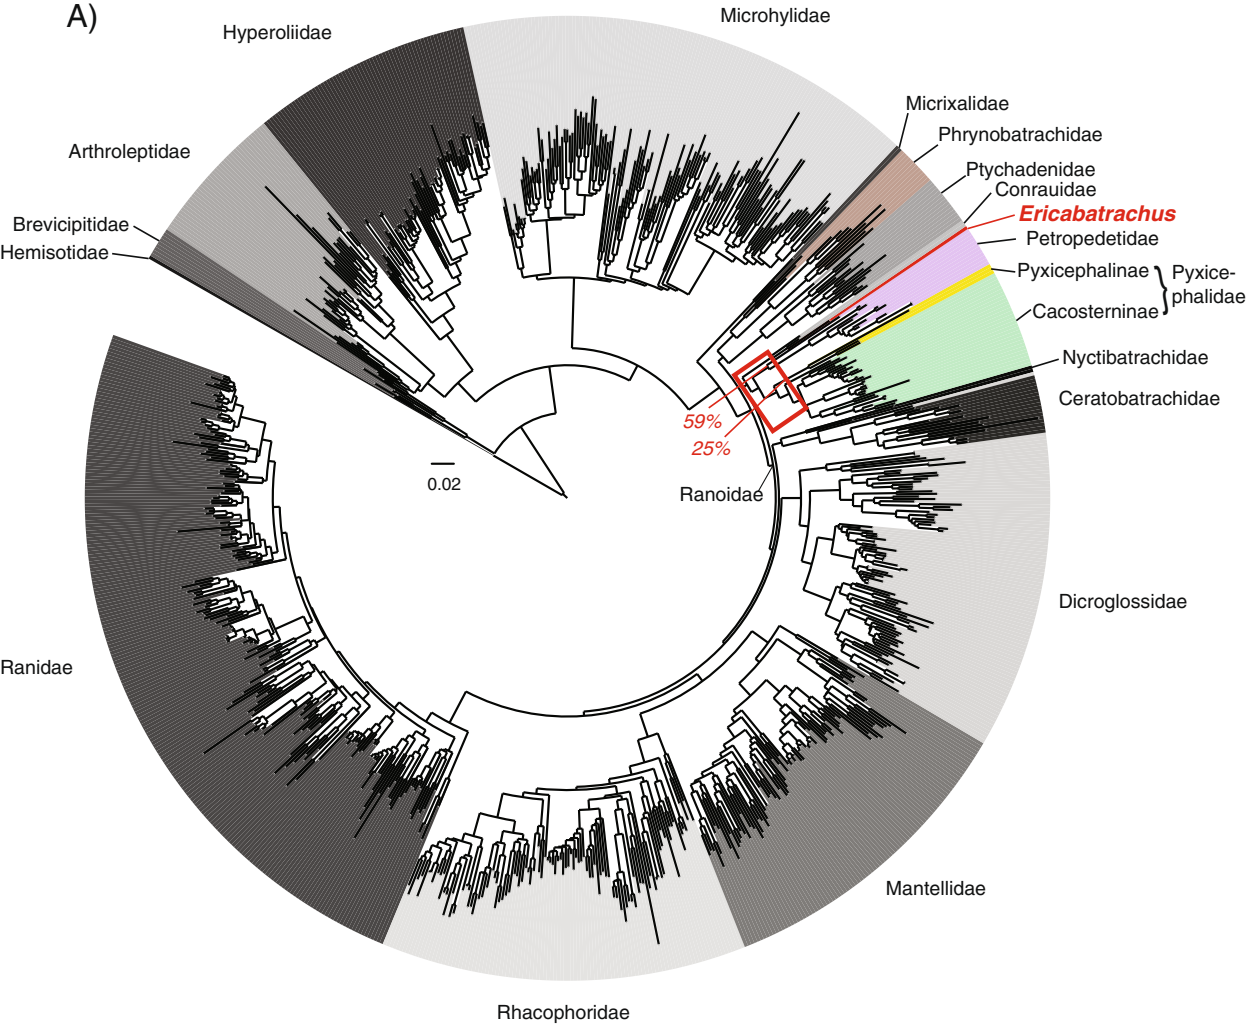 A)
Microhylidae
Hyperoliidae
Micrixalidae
Phrynobatrachidae
Arthroleptidae
Ptychadenidae
Conrauidae
Ericabatrachus
Brevicipitidae
Petropedetidae
Hemisotidae
Pyxicephalinae
} Pyxice-
phalidae
Cacosterninae
Nyctibatrachidae
Ceratobatrachidae
59%
25%
0.02
Ranoidae
Dicroglossidae
Ranidae
Mantellidae
Rhacophoridae